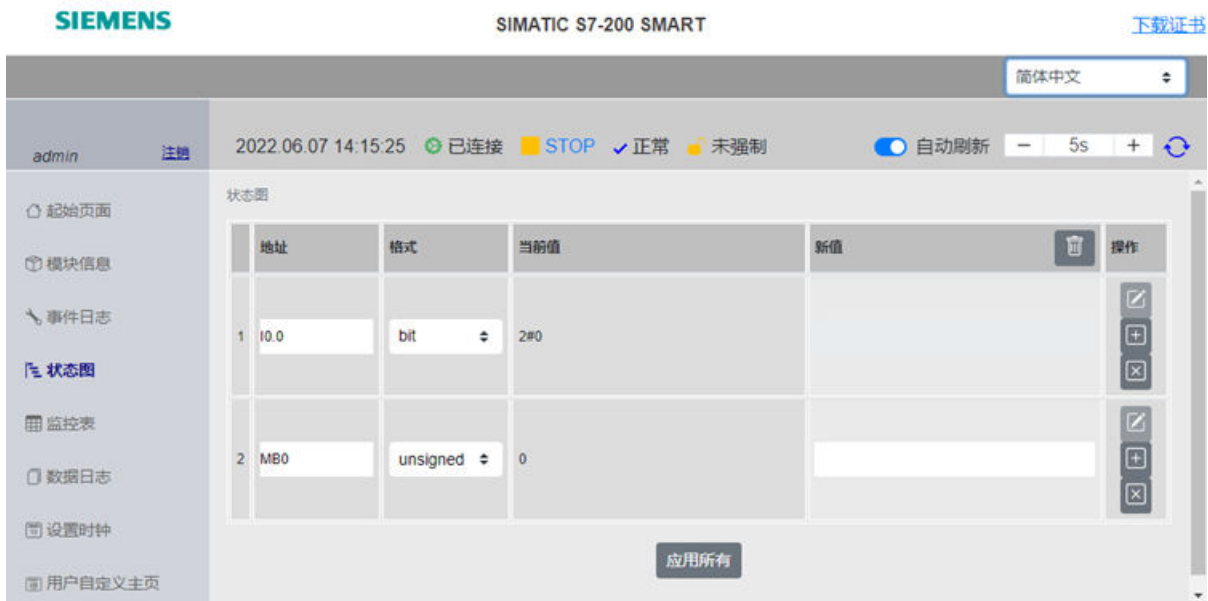 SIEMENS SIMATIC S7-200 SMART 下载证书
简体中文
admin 注销 2022.06.07 14:15:25 已连接 STOP 正常 未强制 自动刷新 − 5s +
起始页面
模块信息
事件日志
状态图
监控表
数据日志
设置时钟
用户自定义主页
状态图
地址 格式 当前值 新值 操作
1 I0.0 bit 2#0
2 MB0 unsigned 0
应用所有